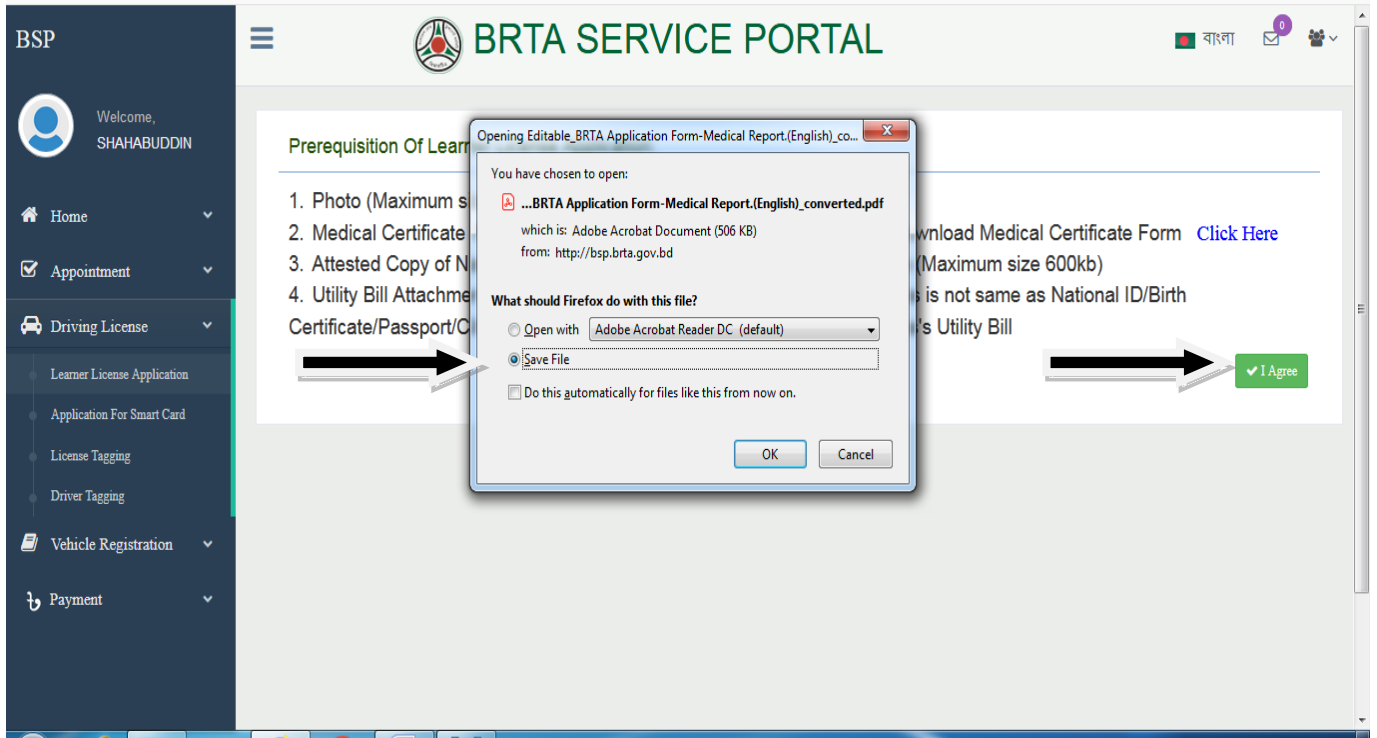 BSP
BRTA SERVICE PORTAL
বাংলা
0
Welcome,
SHAHABUDDIN
Home
Appointment
Driving License
Learner License Application
Application For Smart Card
License Tagging
Driver Tagging
Vehicle Registration
Payment
Prerequisition Of Learn
1. Photo (Maximum s
2. Medical Certificate wnload Medical Certificate Form Click Here
3. Attested Copy of N (Maximum size 600kb)
4. Utility Bill Attachme is not same as National ID/Birth
Certificate/Passport/C 's Utility Bill
I Agree
Opening Editable_BRTA Application Form-Medical Report.(English)_co...
You have chosen to open:
...BRTA Application Form-Medical Report.(English)_converted.pdf
which is: Adobe Acrobat Document (506 KB)
from: http://bsp.brta.gov.bd
What should Firefox do with this file?
Open with Adobe Acrobat Reader DC (default)
Save File
Do this automatically for files like this from now on.
OK Cancel